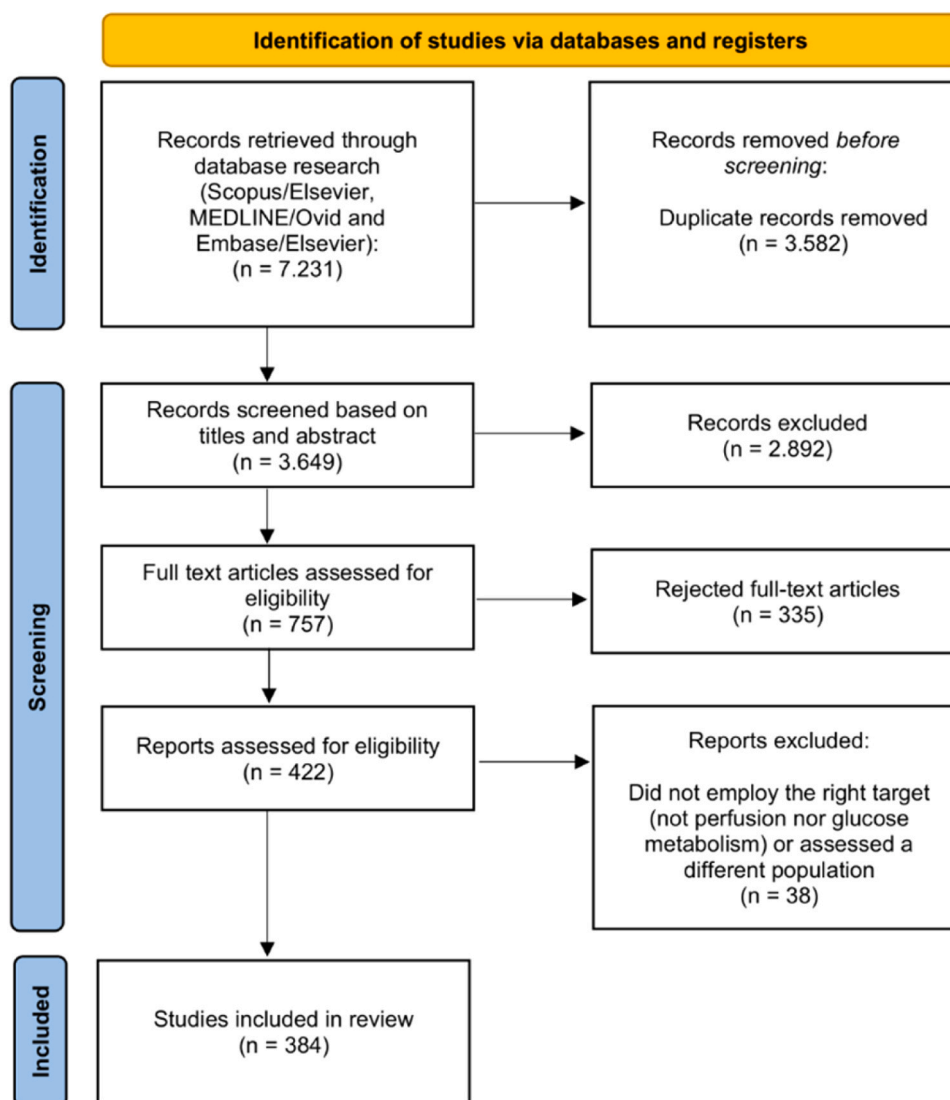 Identification of studies via databases and registers
Identification
Records retrieved through
database research
(Scopus/Elsevier,
MEDLINE/Ovid and
Embase/Elsevier):
(n = 7.231)
Records removed before
screening:
Duplicate records removed
(n = 3.582)
Screening
Records screened based on
titles and abstract
(n = 3.649)
Records excluded
(n = 2.892)
Full text articles assessed for
eligibility
(n = 757)
Rejected full-text articles
(n = 335)
Reports assessed for eligibility
(n = 422)
Reports excluded:
Did not employ the right target
(not perfusion nor glucose
metabolism) or assessed a
different population
(n = 38)
Included
Studies included in review
(n = 384)